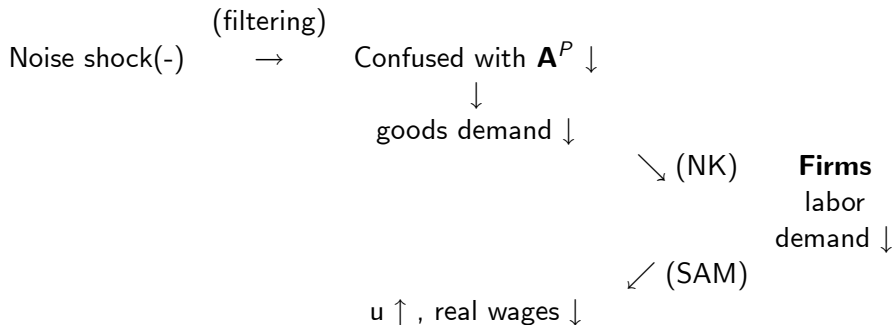 (filtering)
Noise shock(-) → Confused with A^P ↓
↓
goods demand ↓
↘ (NK) Firms
labor
demand ↓
↙ (SAM)
u ↑ , real wages ↓